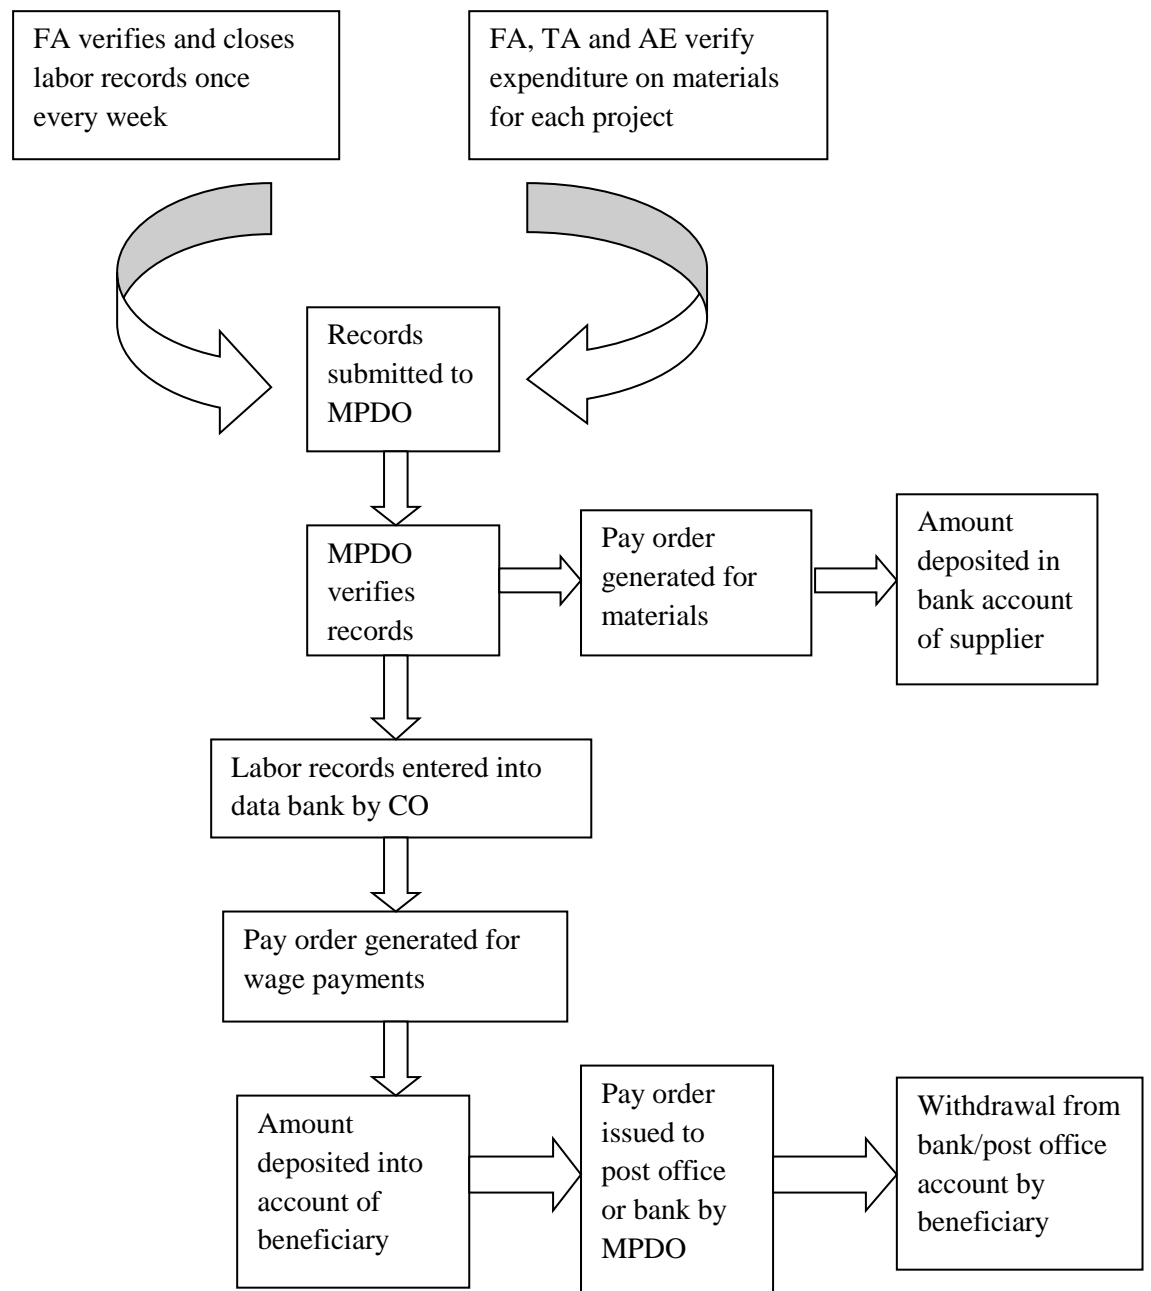 FA verifies and closes
labor records once
every week
FA, TA and AE verify
expenditure on materials
for each project
Records
submitted to
MPDO
MPDO
verifies
records
Pay order
generated for
materials
Amount
deposited in
bank account
of supplier
Labor records entered into
data bank by CO
Pay order generated for
wage payments
Amount
deposited into
account of
beneficiary
Pay order
issued to
post office
or bank by
MPDO
Withdrawal from
bank/post office
account by
beneficiary